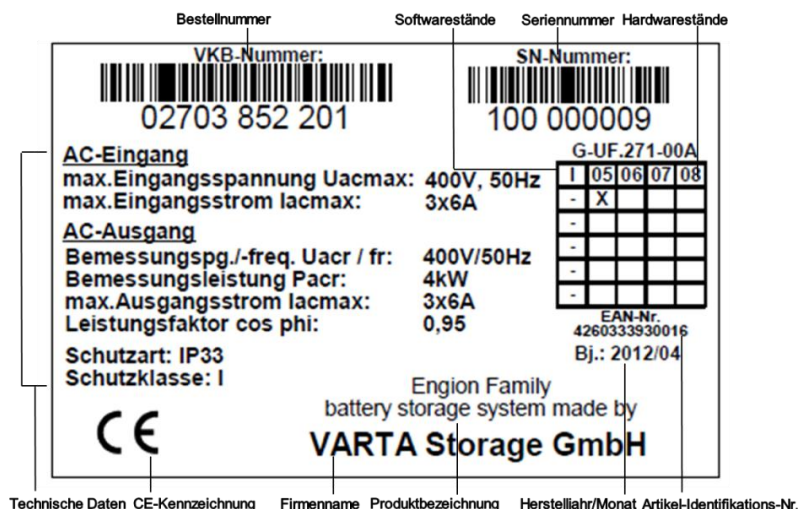 Bestellnummer Softwarestände Seriennummer Hardwarestände
VKB-Nummer: SN-Nummer:
02703 852 201 100 000009
AC-Eingang
max.Eingangsspannung Uacmax: 400V, 50Hz
max.Eingangsstrom Iacmax: 3x6A
AC-Ausgang
Bemessungspg./-freq. Uacr / fr: 400V/50Hz
Bemessungsleistung Pacr: 4kW
max.Ausgangsstrom Iacmax: 3x6A
Leistungsfaktor cos phi: 0,95
Schutzart: IP33
Schutzklasse: I
G-UF.271-00A
I 05 06 07 08
- X
-
-
-
-
EAN-Nr.
4260333930016
Bj.: 2012/04
Engion Family
battery storage system made by
VARTA Storage GmbH
CE
Technische Daten CE-Kennzeichnung Firmenname Produktbezeichnung Herstelljahr/Monat Artikel-Identifikations-Nr.